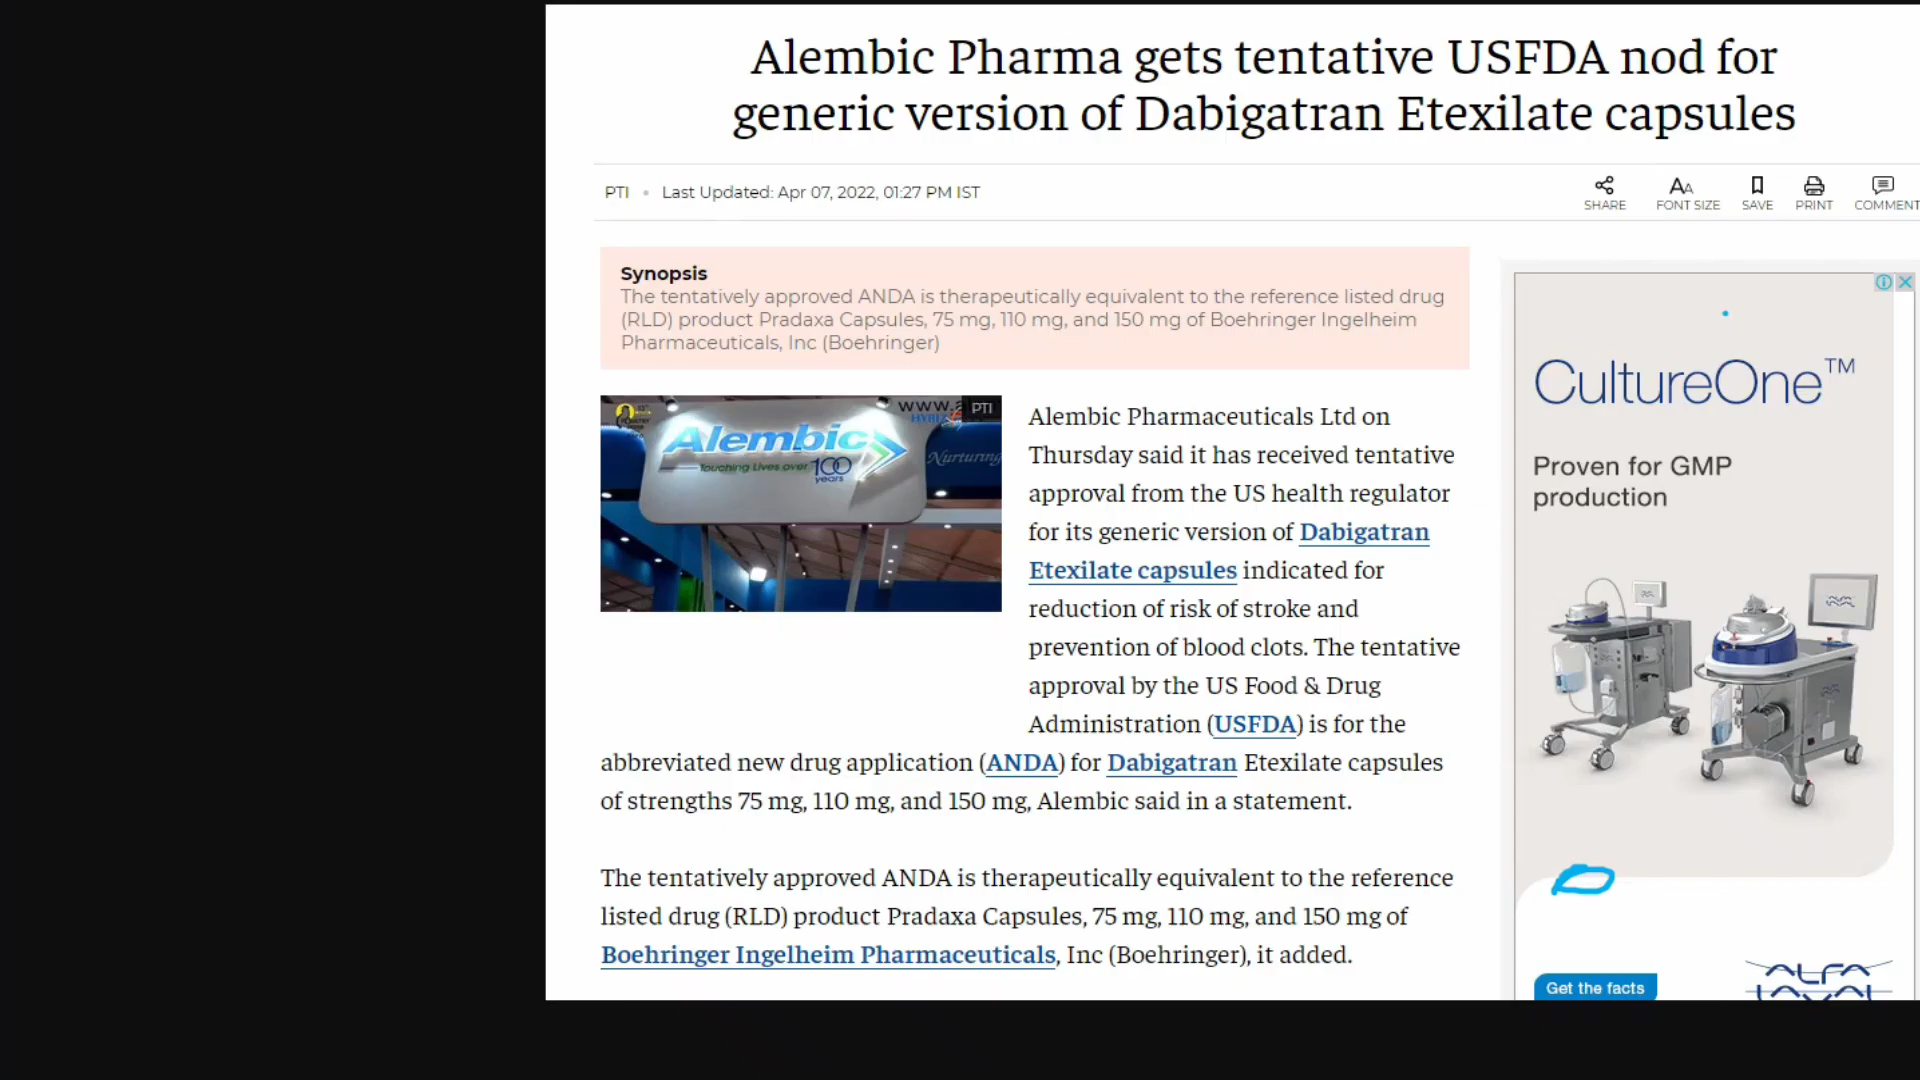 Alembic Pharma gets tentative USFDA nod for
generic version of Dabigatran Etexilate capsules
PTI • Last Updated: Apr 07, 2022, 01:27 PM IST
SHARE
FONT SIZE
SAVE
PRINT
COMMENT
Synopsis
The tentatively approved ANDA is therapeutically equivalent to the reference listed drug
(RLD) product Pradaxa Capsules, 75 mg, 110 mg, and 150 mg of Boehringer Ingelheim
Pharmaceuticals, Inc (Boehringer)
PTI
Alembic
Touching Lives over 100
years
Nurturing
Alembic Pharmaceuticals Ltd on
Thursday said it has received tentative
approval from the US health regulator
for its generic version of Dabigatran
Etexilate capsules indicated for
reduction of risk of stroke and
prevention of blood clots. The tentative
approval by the US Food & Drug
Administration (USFDA) is for the
abbreviated new drug application (ANDA) for Dabigatran Etexilate capsules
of strengths 75 mg, 110 mg, and 150 mg, Alembic said in a statement.
The tentatively approved ANDA is therapeutically equivalent to the reference
listed drug (RLD) product Pradaxa Capsules, 75 mg, 110 mg, and 150 mg of
Boehringer Ingelheim Pharmaceuticals, Inc (Boehringer), it added.
CultureOne™
Proven for GMP
production
Get the facts
ALFA
LAVAL